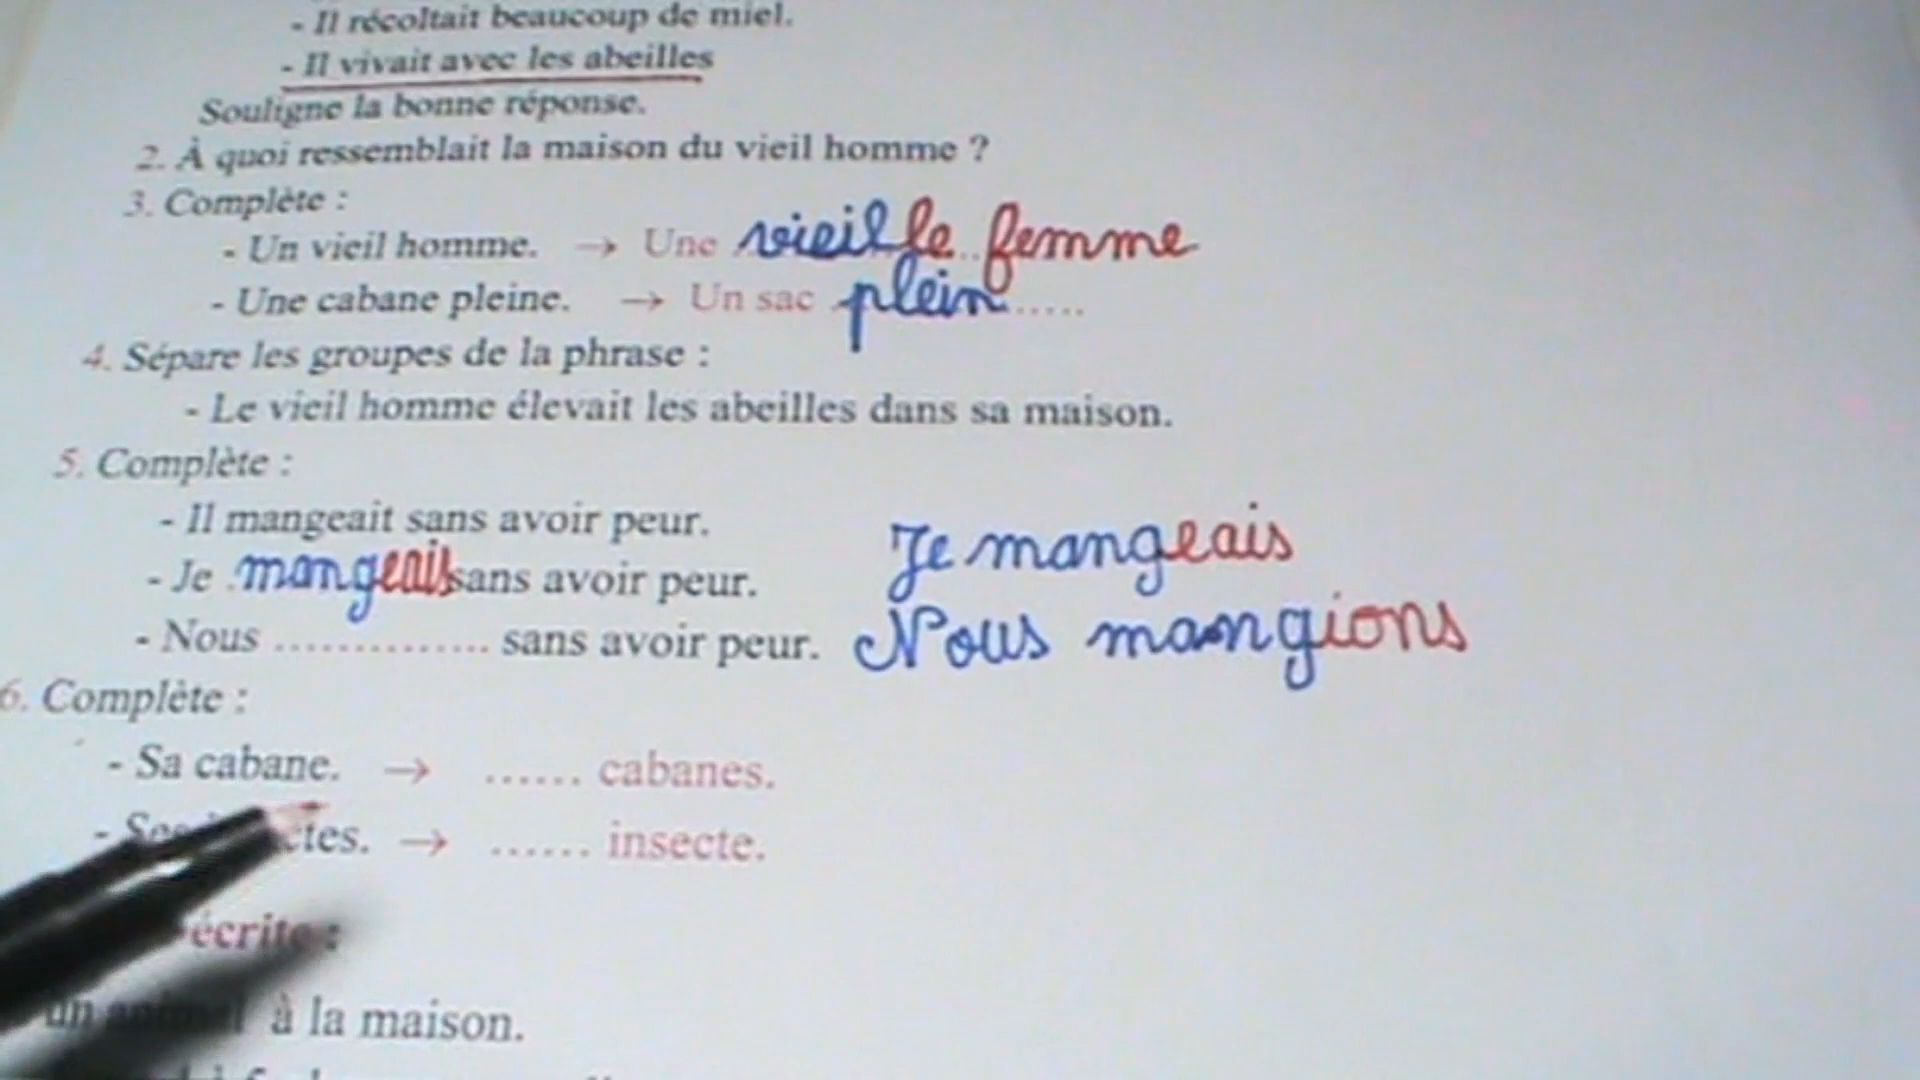 - Il récoltait beaucoup de miel.
- Il vivait avec les abeilles
Souligne la bonne réponse.
2. À quoi ressemblait la maison du vieil homme ?
3. Complète :
- Un vieil homme. → Une vieille femme
- Une cabane pleine. → Un sac plein .....
4. Sépare les groupes de la phrase :
- Le vieil homme élevait les abeilles dans sa maison.
5. Complète :
- Il mangeait sans avoir peur.
- Je mangeais sans avoir peur.
Je mangeais
- Nous .............. sans avoir peur.
Nous mangions
6. Complète :
- Sa cabane. → ...... cabanes.
- → ...... insecte.
écrite :
un animal à la maison.